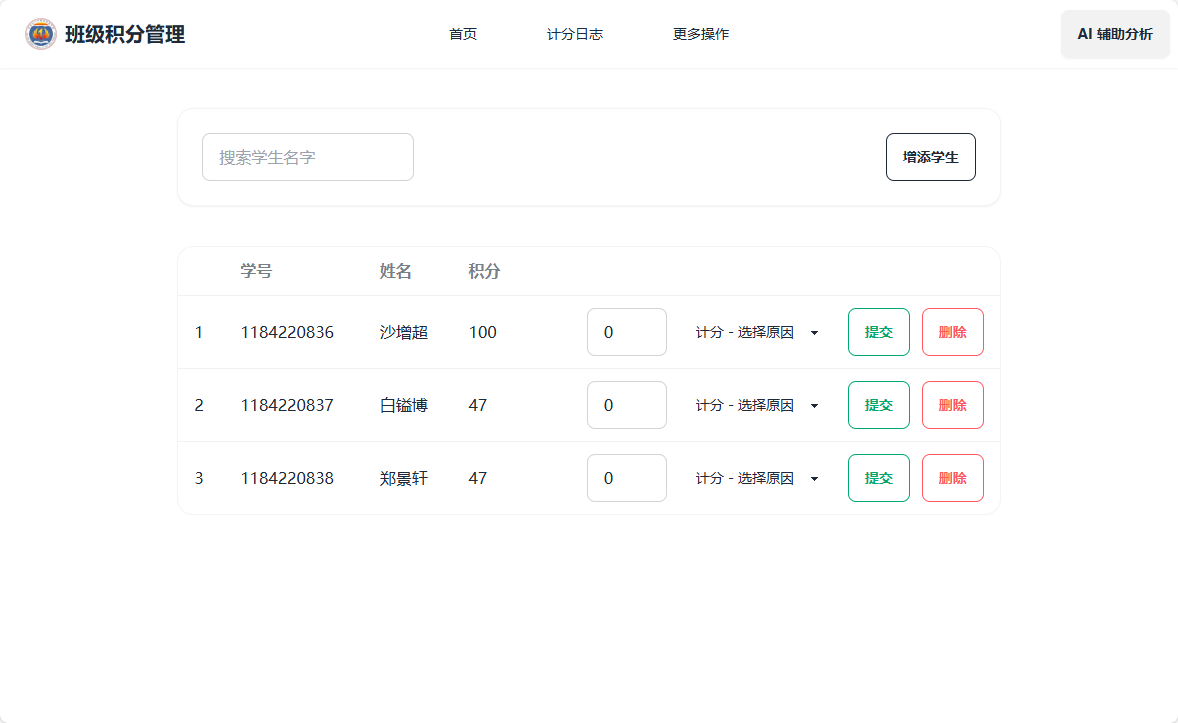 班级积分管理 首页 计分日志 更多操作 AI 辅助分析
搜索学生名字 增添学生
学号 姓名 积分
1 1184220836 沙增超 100 0 计分 - 选择原因 提交 删除
2 1184220837 白镒博 47 0 计分 - 选择原因 提交 删除
3 1184220838 郑景轩 47 0 计分 - 选择原因 提交 删除